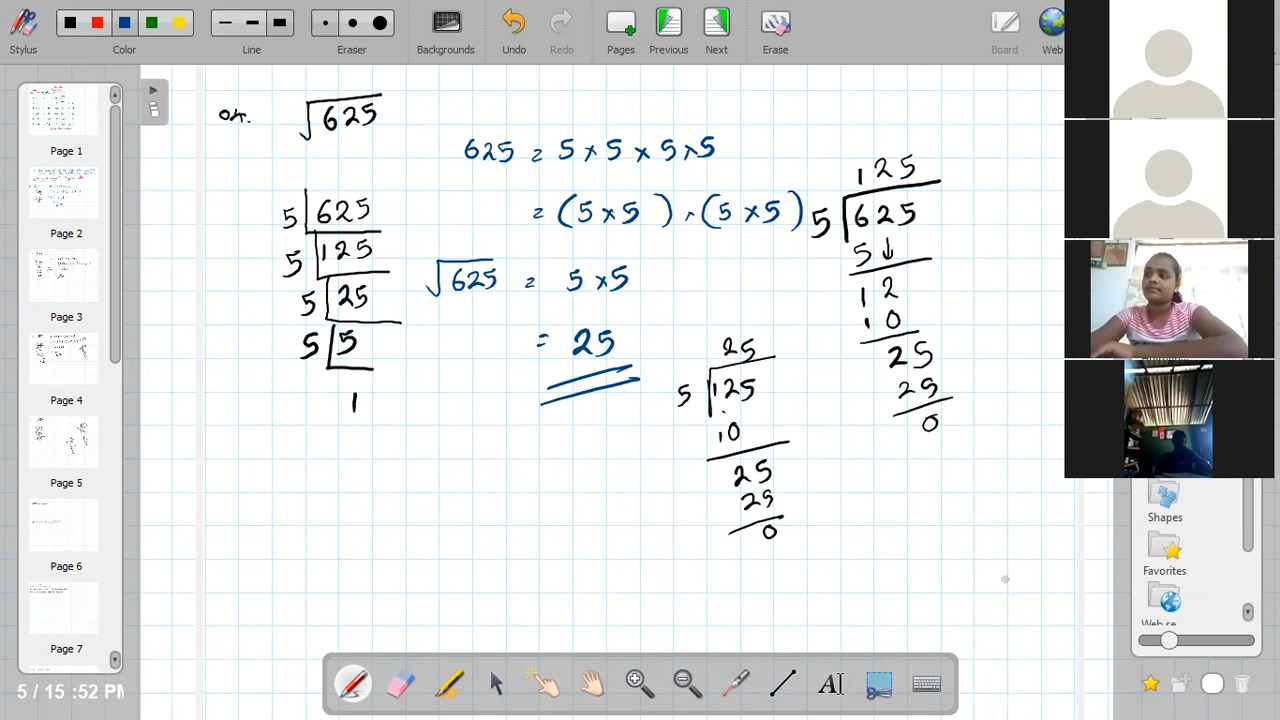 Stylus
Color
Line
Eraser
Backgrounds
Undo
Redo
Pages
Previous
Next
Erase
Board
Web
Page 1
Page 2
Page 3
Page 4
Page 5
Page 6
Page 7
5 / 15 :52 PM
04.
√625
625 = 5 × 5 × 5 × 5
= (5 × 5) × (5 × 5)
√625 = 5 × 5
= 25
5 | 625
5 | 125
5 | 25
5 | 5
1
25
5 125
10
25
25
0
125
5 625
5 ↓
12
10
25
25
0
Shapes
Favorites